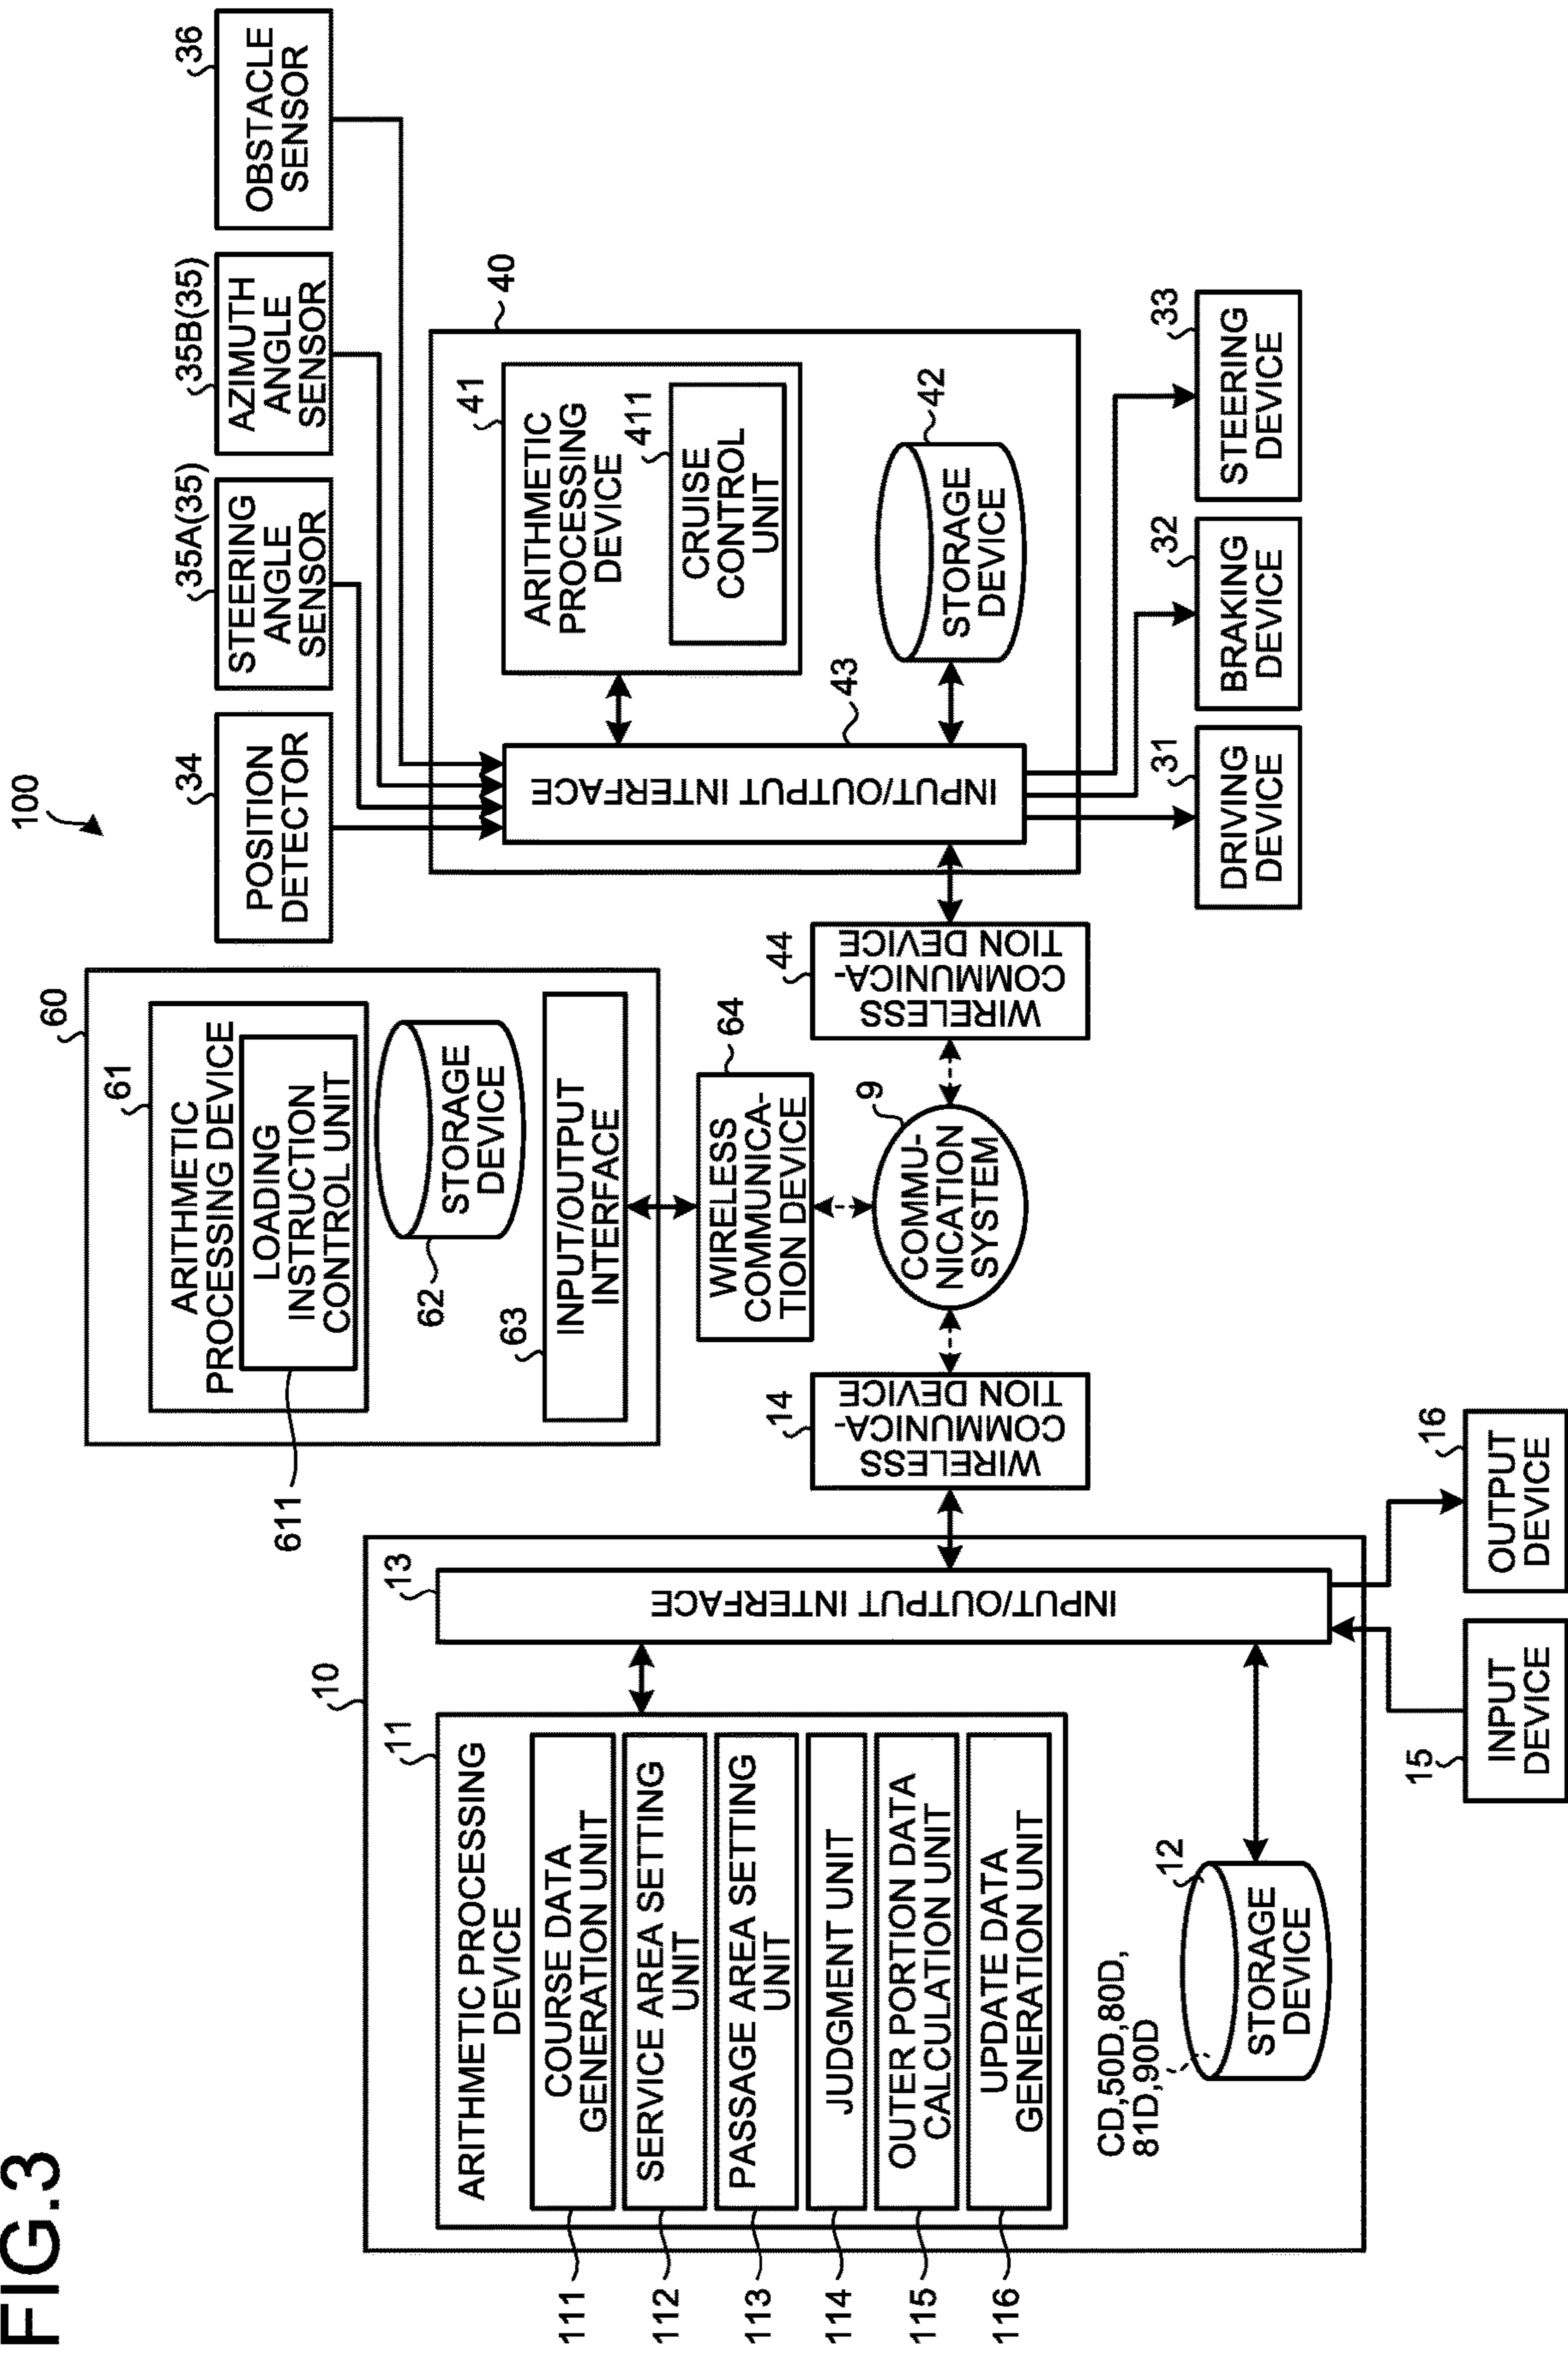 FIG.3
100
10
11
ARITHMETIC PROCESSING
DEVICE
111
COURSE DATA
GENERATION UNIT
112
SERVICE AREA SETTING
UNIT
113
PASSAGE AREA SETTING
UNIT
114
JUDGMENT UNIT
115
OUTER PORTION DATA
CALCULATION UNIT
116
UPDATE DATA
GENERATION UNIT
CD,50D,80D,
81D,90D
12
STORAGE
DEVICE
13
INPUT/OUTPUT INTERFACE
15
INPUT
DEVICE
16
OUTPUT
DEVICE
14
WIRELESS
COMMUNICA-
TION DEVICE
60
61
ARITHMETIC
PROCESSING DEVICE
611
LOADING
INSTRUCTION
CONTROL UNIT
62
STORAGE
DEVICE
63
INPUT/OUTPUT
INTERFACE
64
WIRELESS
COMMUNICA-
TION DEVICE
9
COMMU-
NICATION
SYSTEM
44
WIRELESS
COMMUNICA-
TION DEVICE
34
POSITION
DETECTOR
35A(35)
STEERING
ANGLE
SENSOR
35B(35)
AZIMUTH
ANGLE
SENSOR
36
OBSTACLE
SENSOR
40
41
ARITHMETIC
PROCESSING
DEVICE
411
CRUISE
CONTROL
UNIT
42
STORAGE
DEVICE
43
INPUT/OUTPUT INTERFACE
31
DRIVING
DEVICE
32
BRAKING
DEVICE
33
STEERING
DEVICE